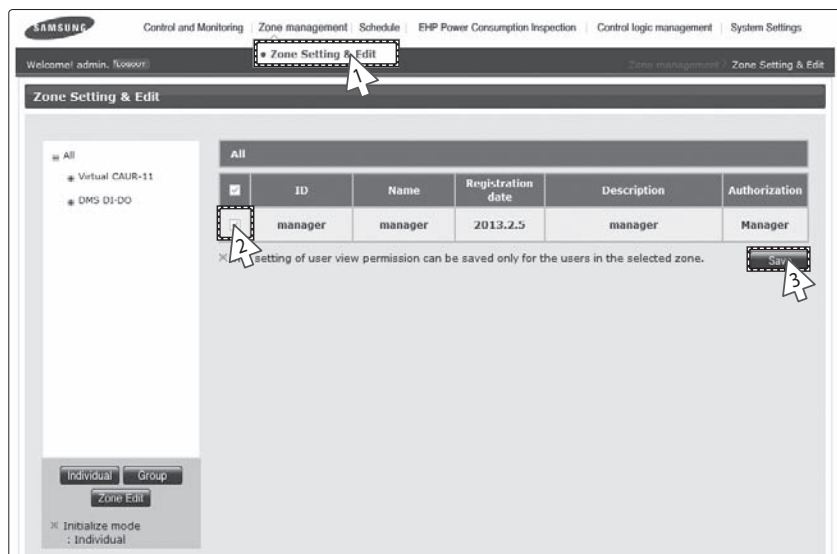 SAMSUNG
Control and Monitoring
Zone management
Schedule
EHP Power Consumption Inspection
Control logic management
System Settings
Welcome! admin.
• Zone Setting & Edit
Zone management > Zone Setting & Edit
1
Zone Setting & Edit
All
Virtual CAUR-11
DMS DI-DO
All
ID
Name
Registration date
Description
Authorization
manager
manager
2013.2.5
manager
Manager
2
setting of user view permission can be saved only for the users in the selected zone.
3
Individual
Group
Zone Edit
※ Initialize mode
: Individual